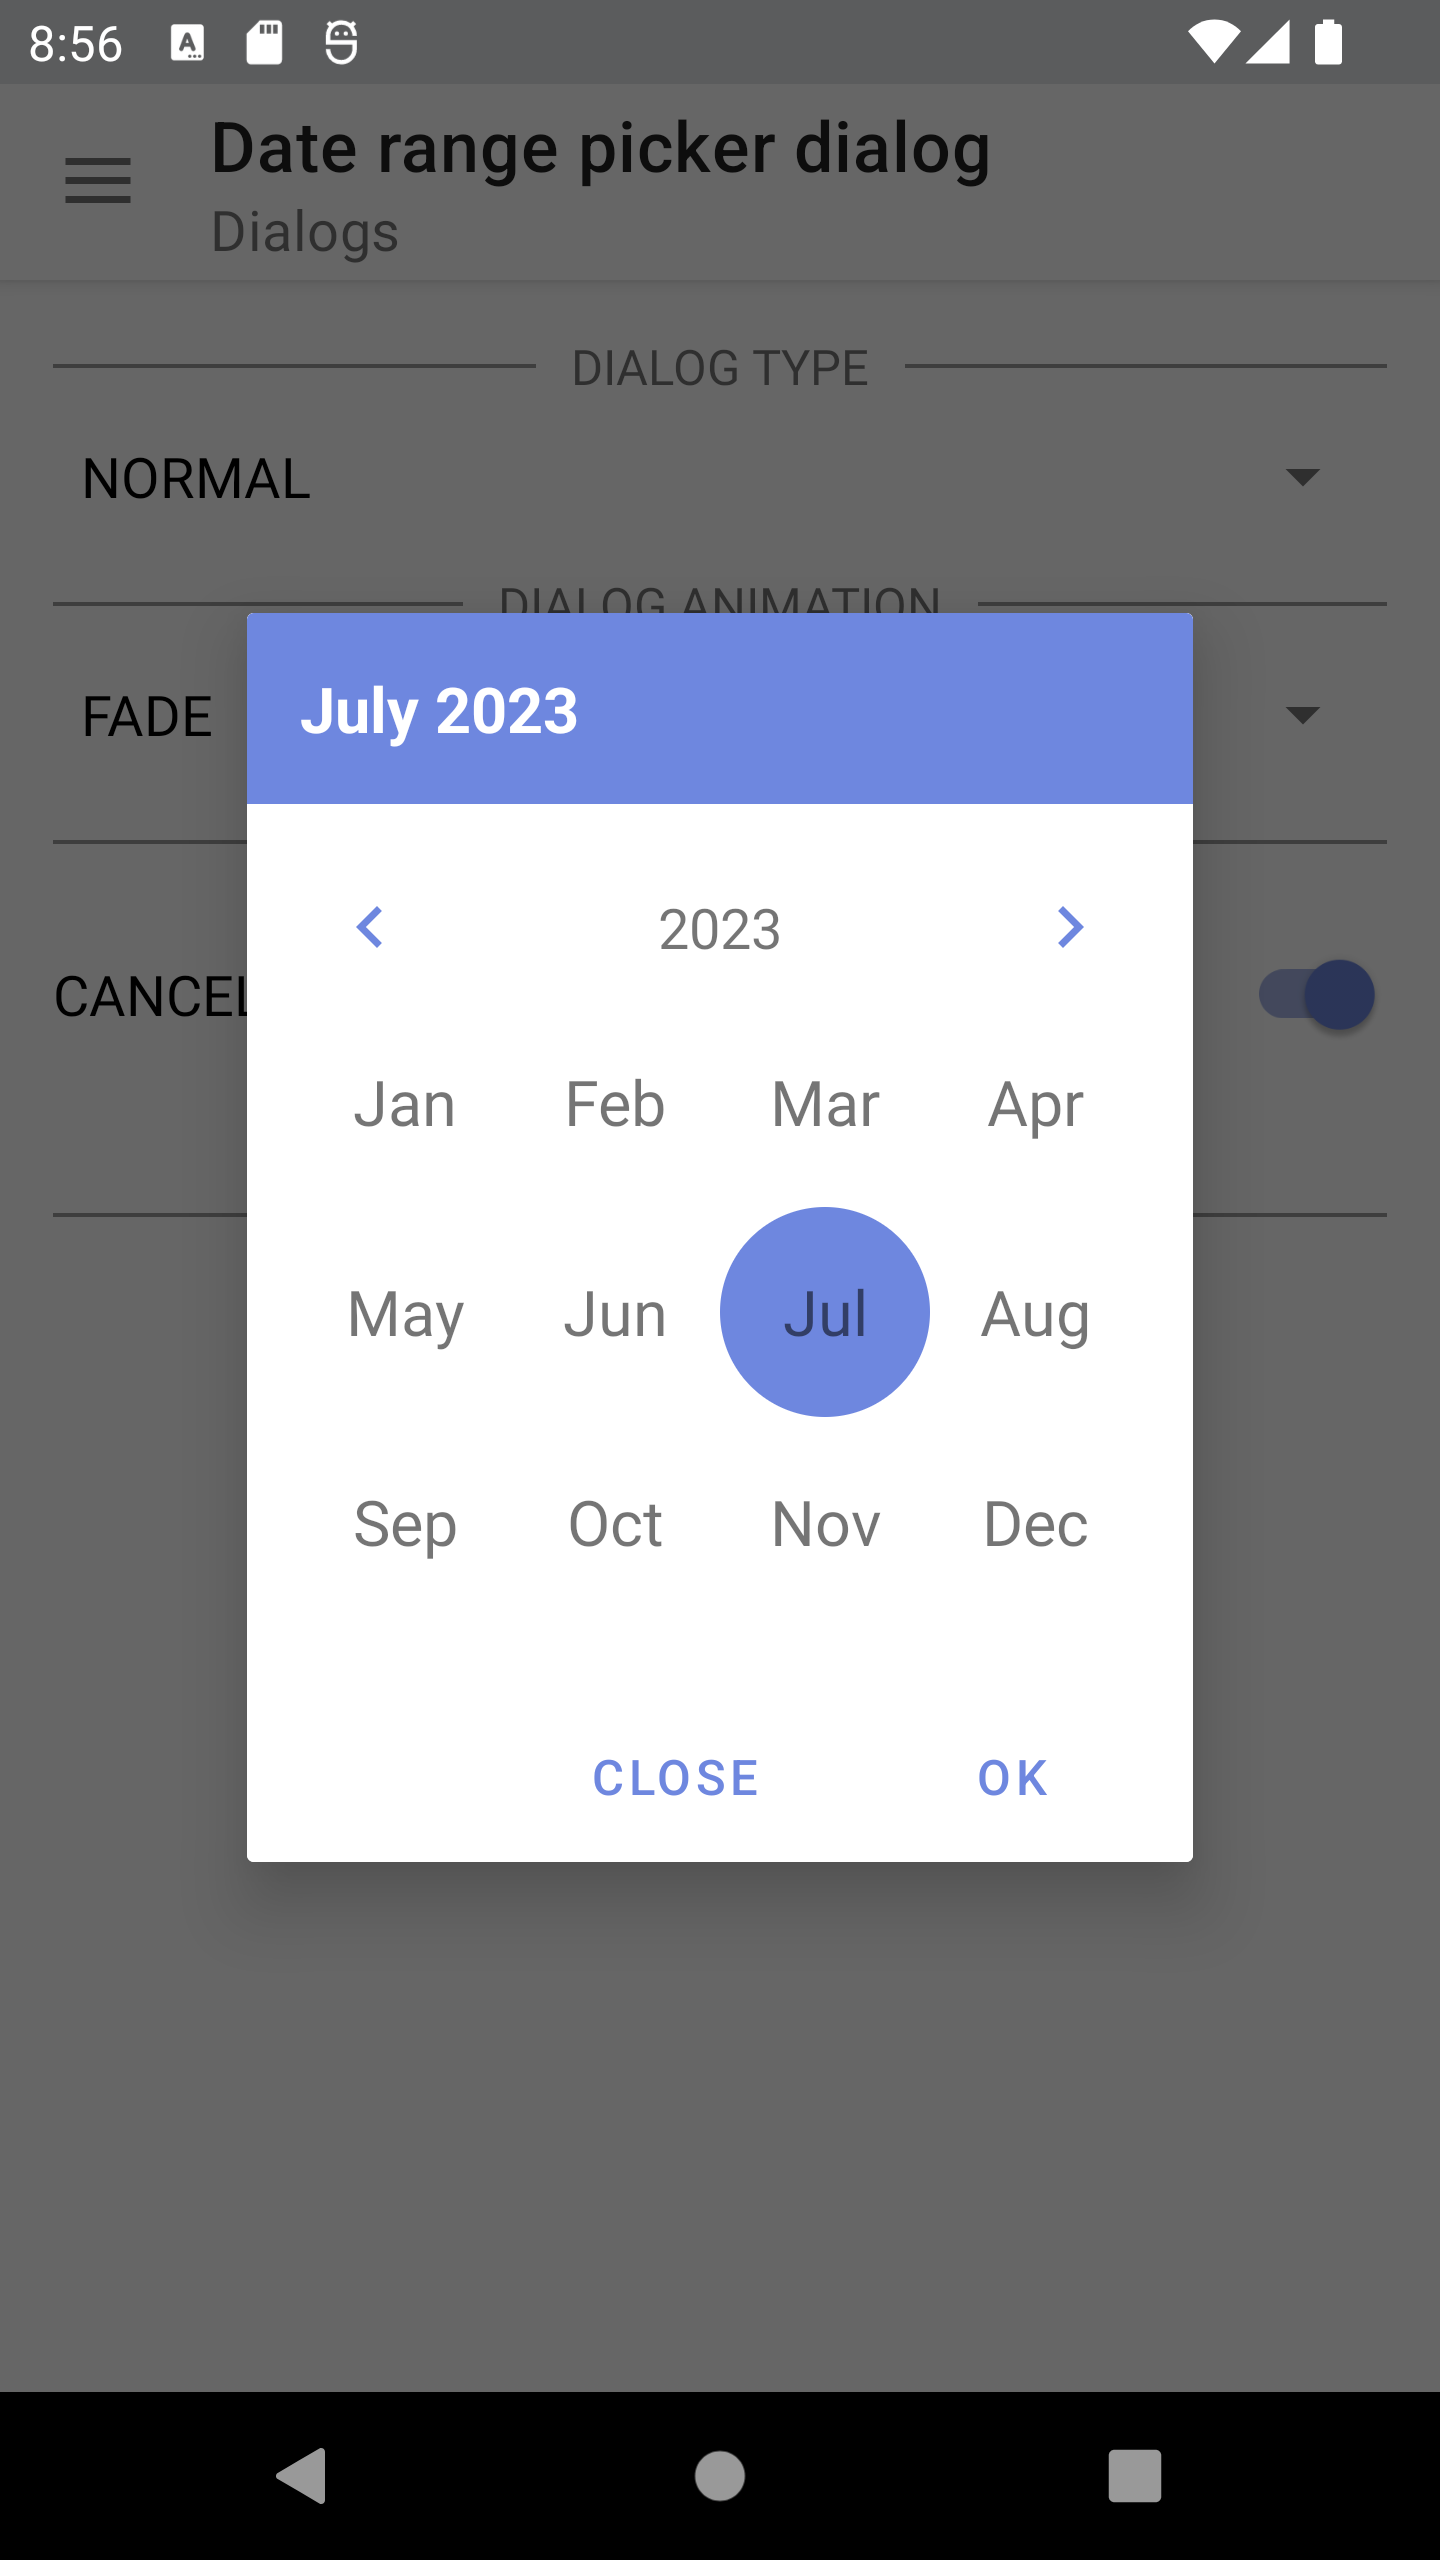 8:56
Date range picker dialog
Dialogs
DIALOG TYPE
NORMAL
DIALOG ANIMATION
FADE
July 2023
2023
CANCEL
Jan Feb Mar Apr
May Jun Jul Aug
Sep Oct Nov Dec
CLOSE OK